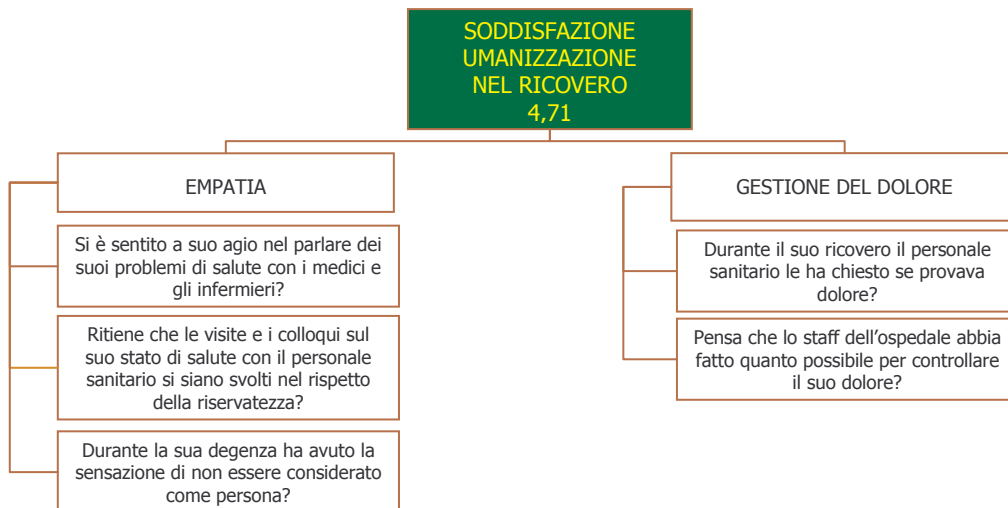 SODDISFAZIONE
UMANIZZAZIONE
NEL RICOVERO
4,71
EMPATIA
Si è sentito a suo agio nel parlare dei
suoi problemi di salute con i medici e
gli infermieri?
Ritiene che le visite e i colloqui sul
suo stato di salute con il personale
sanitario si siano svolti nel rispetto
della riservatezza?
Durante la sua degenza ha avuto la
sensazione di non essere considerato
come persona?
GESTIONE DEL DOLORE
Durante il suo ricovero il personale
sanitario le ha chiesto se provava
dolore?
Pensa che lo staff dell’ospedale abbia
fatto quanto possibile per controllare
il suo dolore?